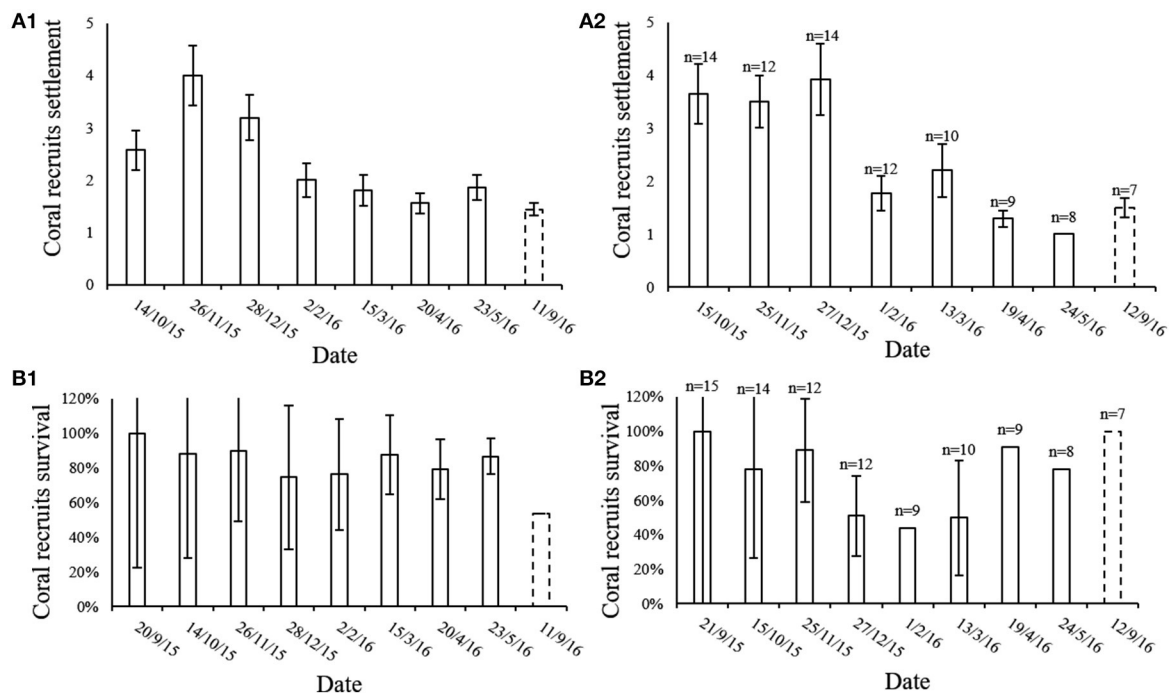 A1
Coral recruits settlement
5
4
3
2
1
0
14/10/15
26/11/15
28/12/15
2/2/16
15/3/16
20/4/16
23/5/16
11/9/16
Date
A2
Coral recruits settlement
5
4
3
2
1
0
n=14
n=12
n=14
n=12
n=10
n=9
n=8
n=7
15/10/15
25/11/15
27/12/15
1/2/16
13/3/16
19/4/16
24/5/16
12/9/16
Date
B1
Coral recruits survival
120%
100%
80%
60%
40%
20%
0%
20/9/15
14/10/15
26/11/15
28/12/15
2/2/16
15/3/16
20/4/16
23/5/16
11/9/16
Date
B2
Coral recruits survival
120%
100%
80%
60%
40%
20%
0%
n=15
n=14
n=12
n=12
n=9
n=10
n=9
n=8
n=7
21/9/15
15/10/15
25/11/15
27/12/15
1/2/16
13/3/16
19/4/16
24/5/16
12/9/16
Date